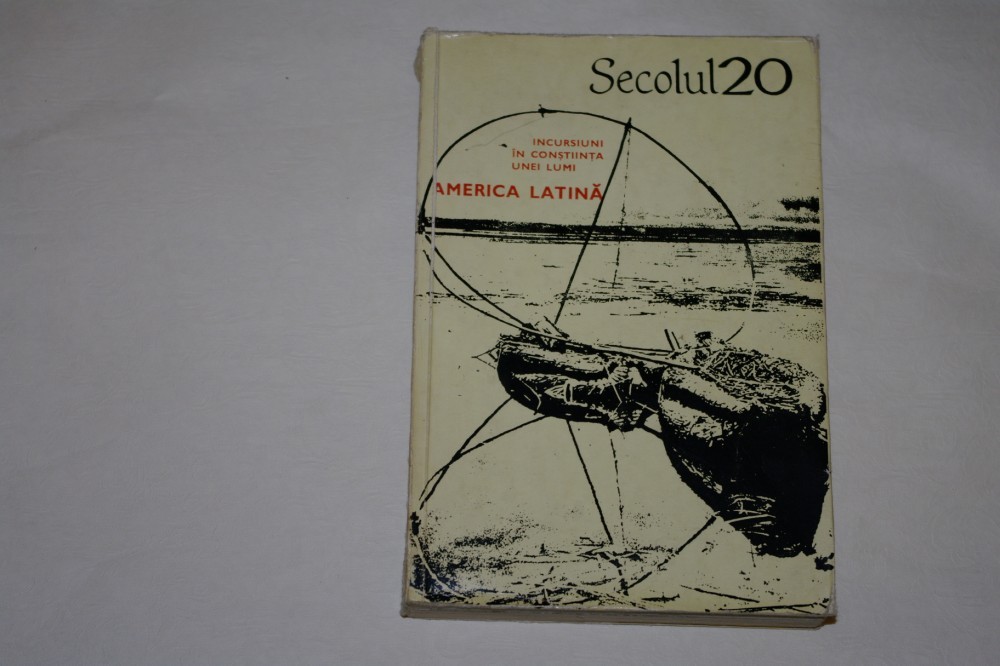 Secolul20
INCURSIUNI
ÎN CONȘTIINȚA
UNEI LUMI
AMERICA LATINĂ